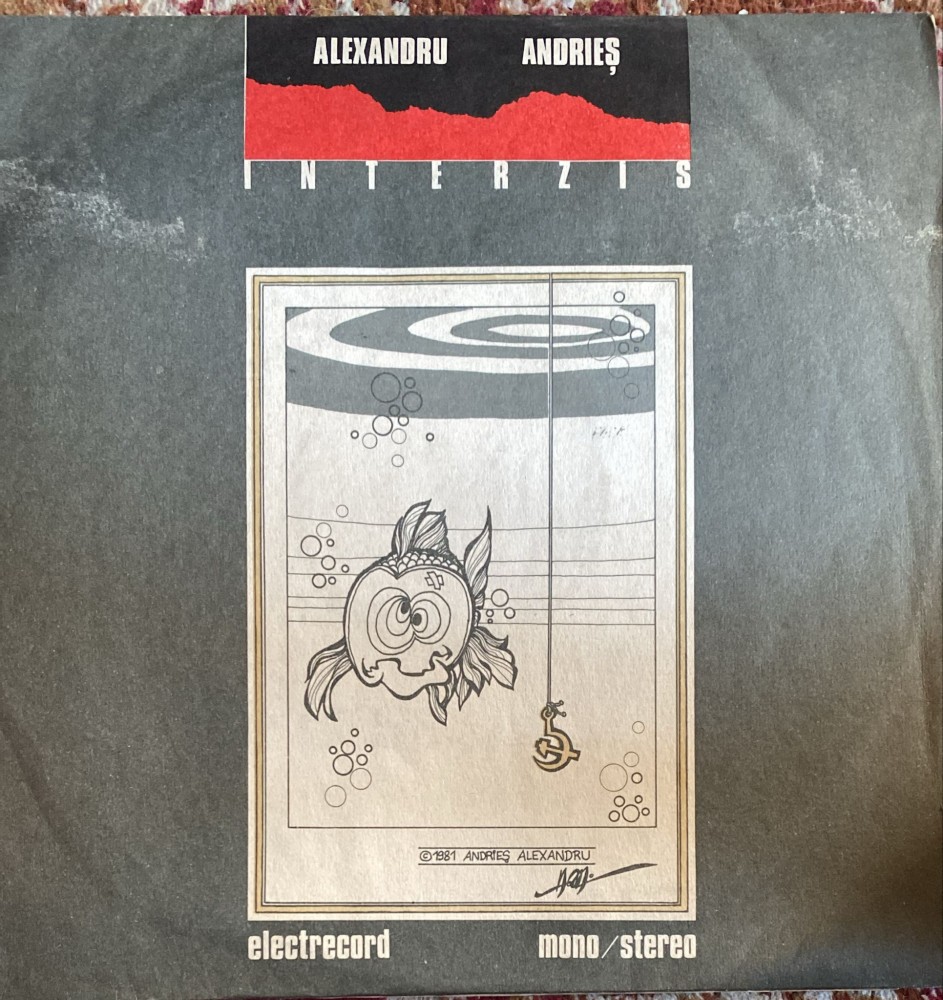 ALEXANDRU ANDRIEȘ
INTERZIS
©1981 ANDRIEȘ ALEXANDRU
electrecord mono/stereo